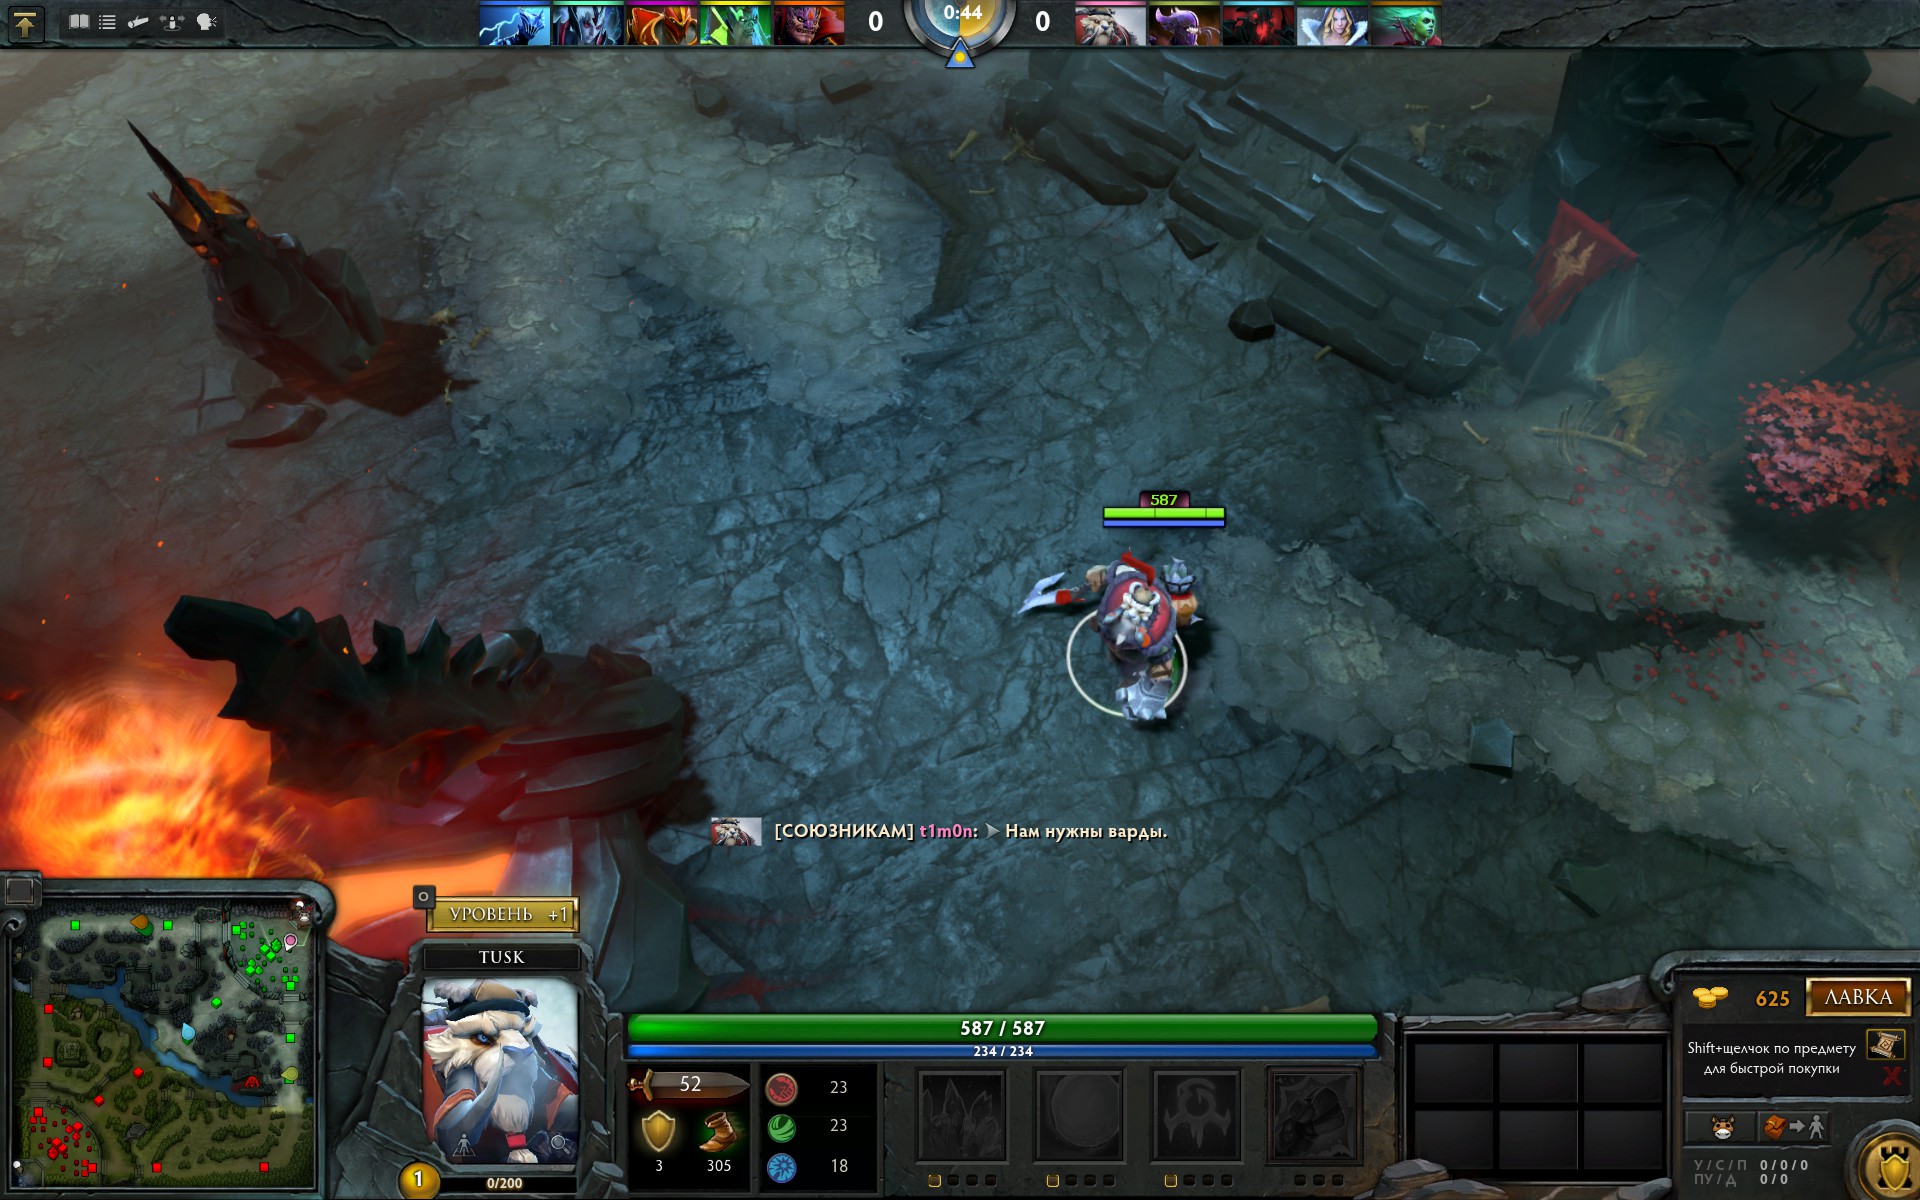 0
0:44
0
587
[СОЮЗНИКАМ] t1m0n: Нам нужны варды.
O
УРОВЕНЬ +1
TUSK
1
0/200
587 / 587
234 / 234
52
3
305
23
23
18
625
ЛАВКА
Shift+щелчок по предмету
для быстрой покупки
У/С/П 0/0/0
ПУ/Д 0/0